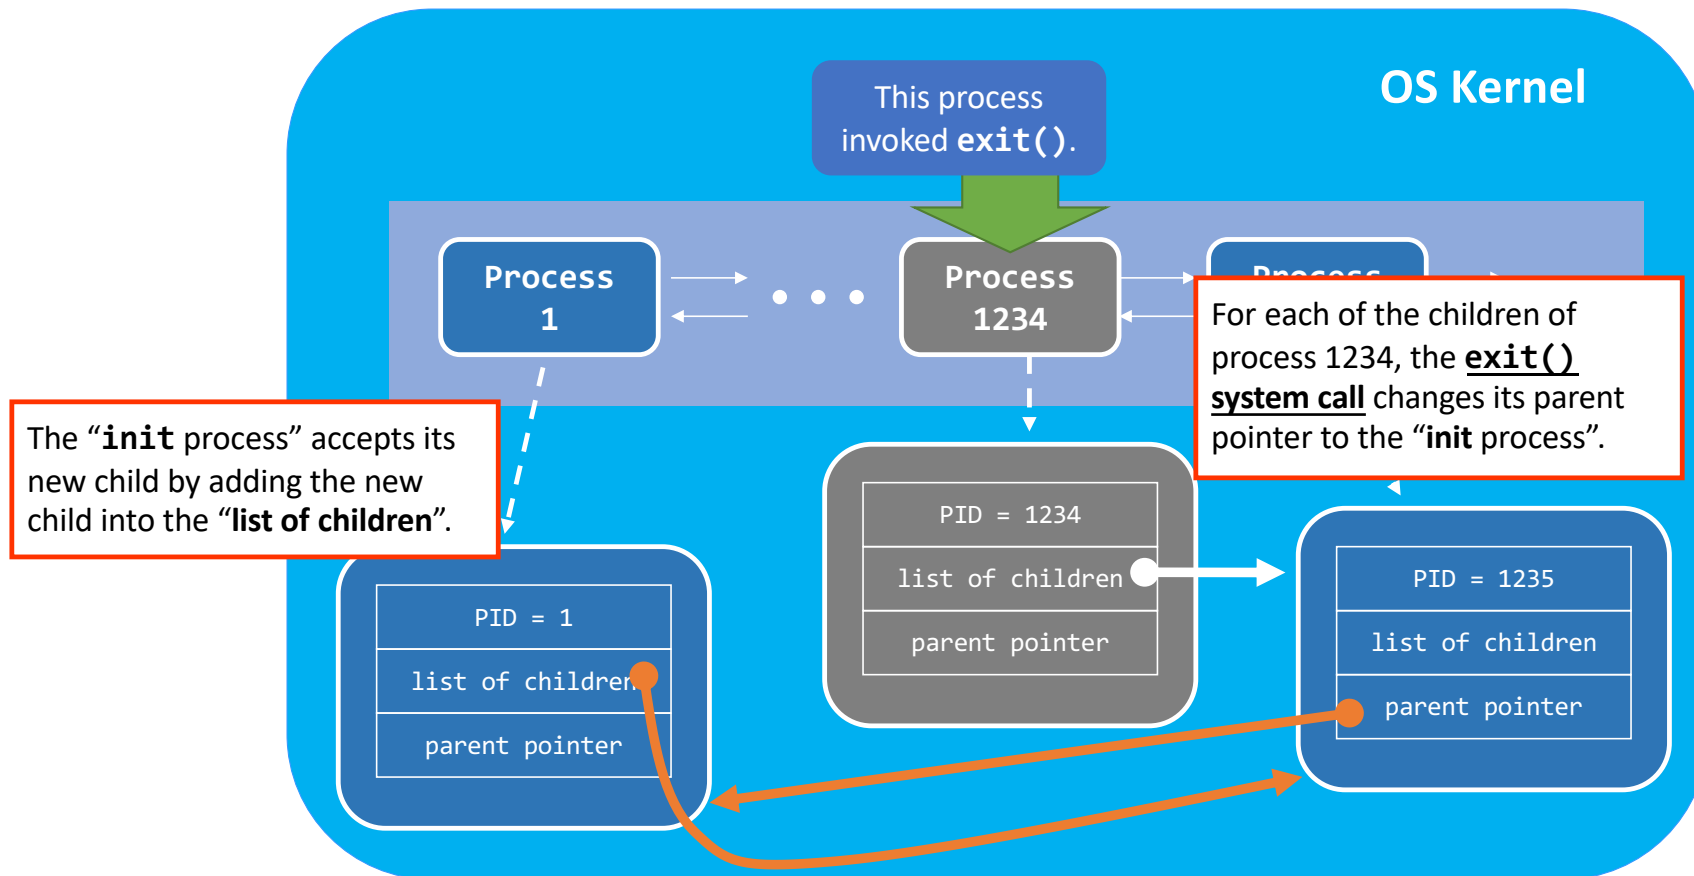 OS Kernel
This process
invoked exit().
Process
1
• • •
Process
1234
Process
For each of the children of
process 1234, the exit()
system call changes its parent
pointer to the “init process”.
The “init process” accepts its
new child by adding the new
child into the “list of children”.
PID = 1234
list of children
parent pointer
PID = 1235
list of children
parent pointer
PID = 1
list of children
parent pointer